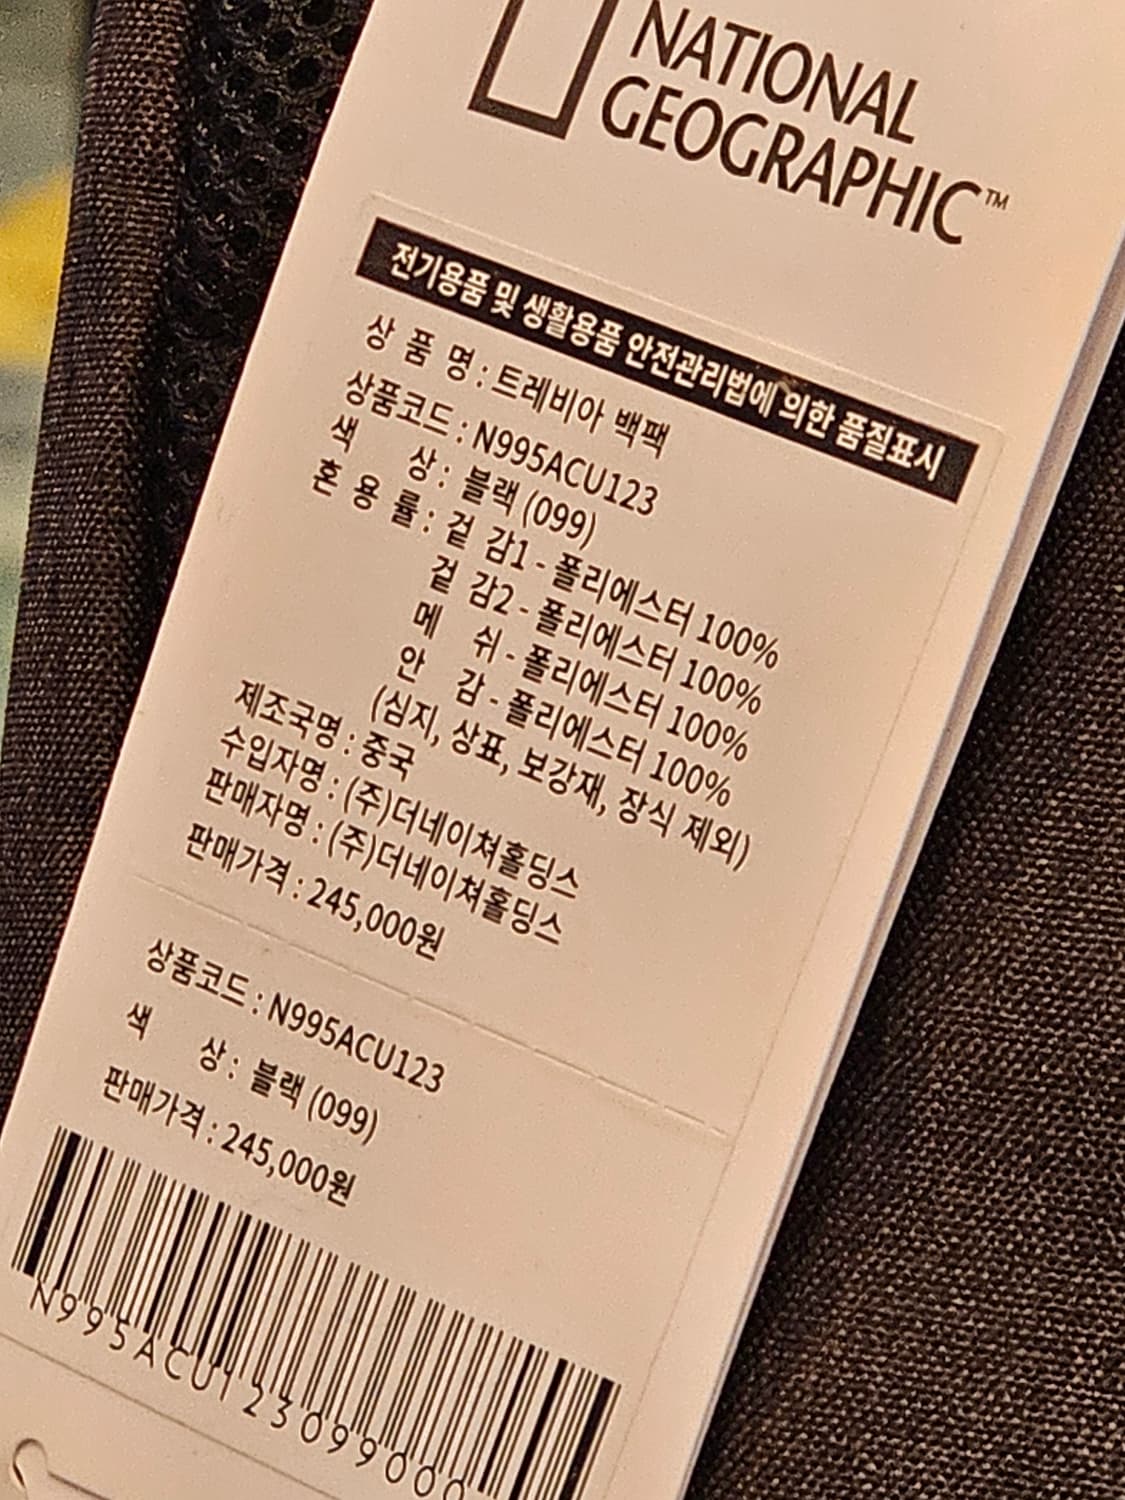 NATIONAL
GEOGRAPHIC™
전기용품 및 생활용품 안전관리법에 의한 품질표시
상 품 명 : 트레비아 백팩
상품코드 : N995ACU123
색 상 : 블랙 (099)
혼 용 률 : 겉 감1 - 폴리에스터 100%
겉 감2 - 폴리에스터 100%
메 쉬 - 폴리에스터 100%
안 감 - 폴리에스터 100%
(심지, 상표, 보강재, 장식 제외)
제조국명 : 중국
수입자명 : (주)더네이쳐홀딩스
판매자명 : (주)더네이쳐홀딩스
판매가격 : 245,000원
상품코드 : N995ACU123
색 상 : 블랙 (099)
판매가격 : 245,000원
N995ACU123099000